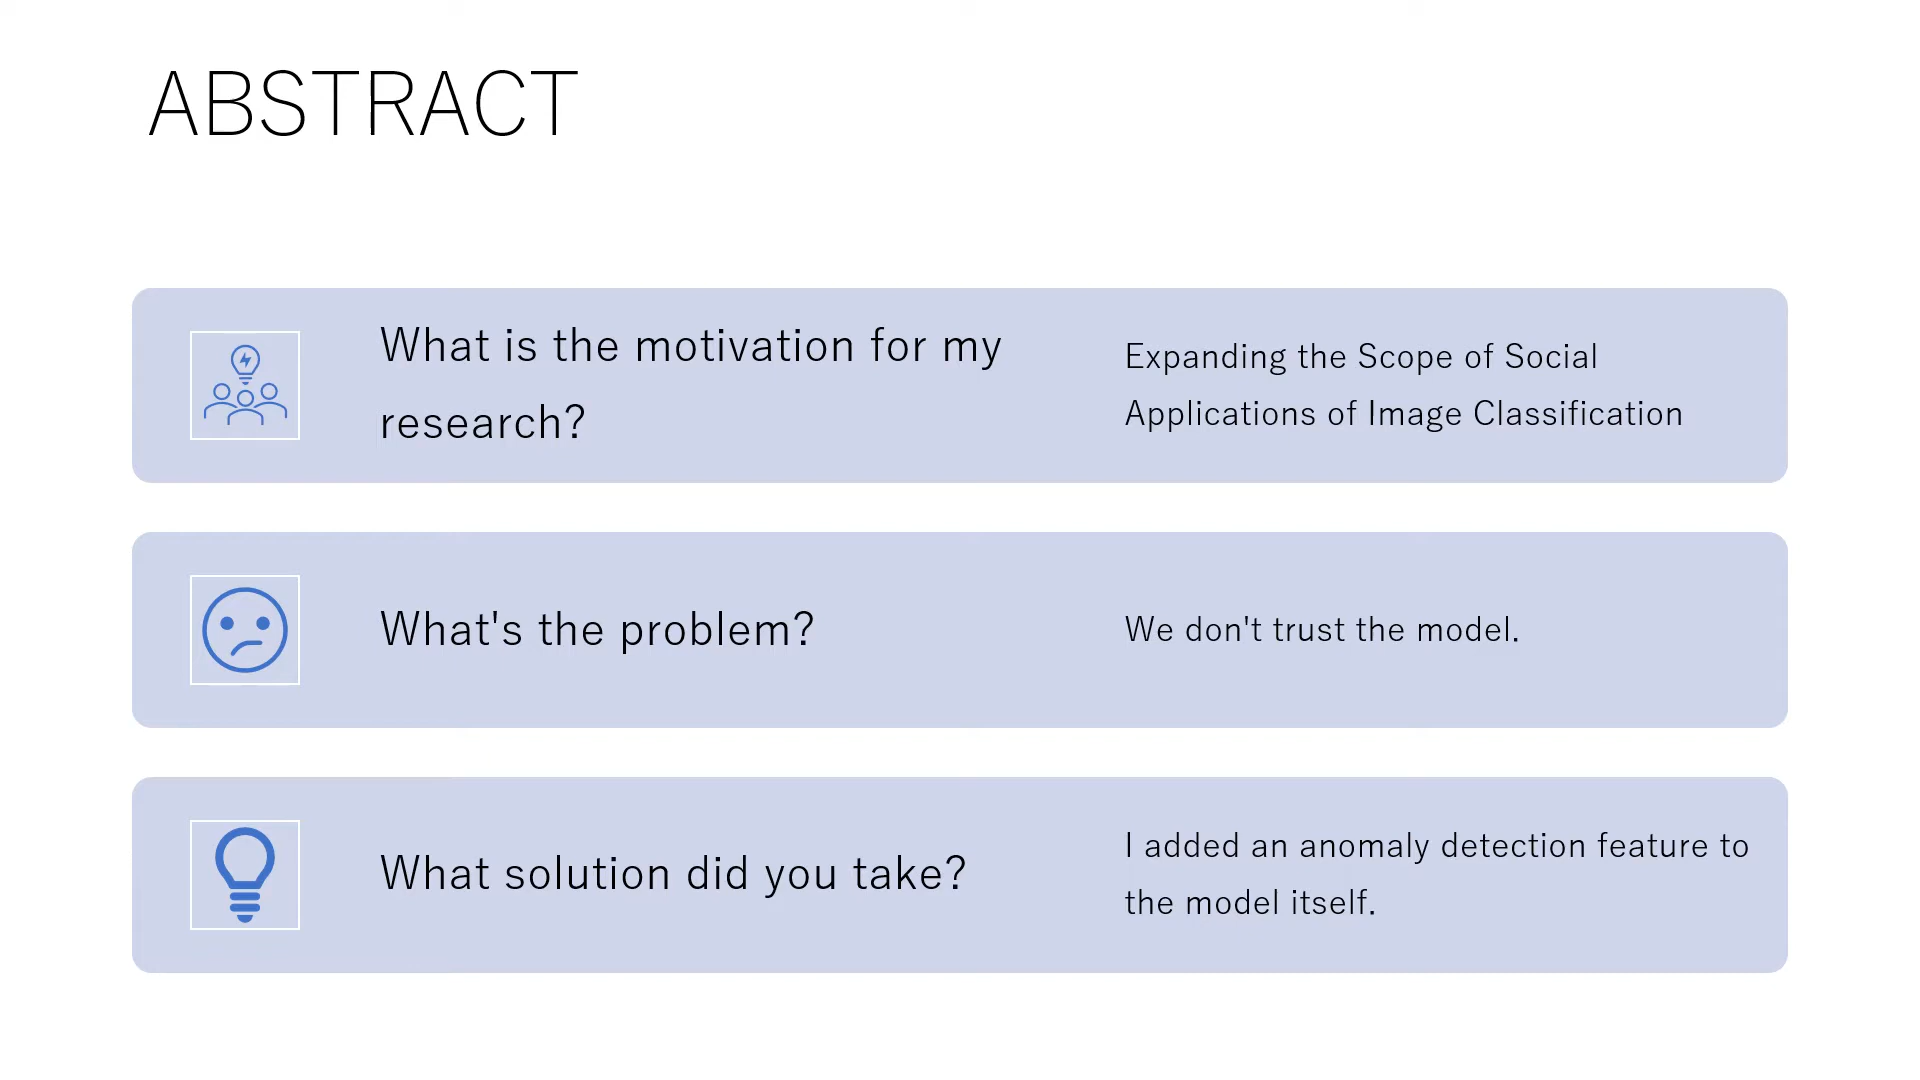 ABSTRACT
What is the motivation for my
research?
Expanding the Scope of Social
Applications of Image Classification
What's the problem?
We don't trust the model.
What solution did you take?
I added an anomaly detection feature to
the model itself.